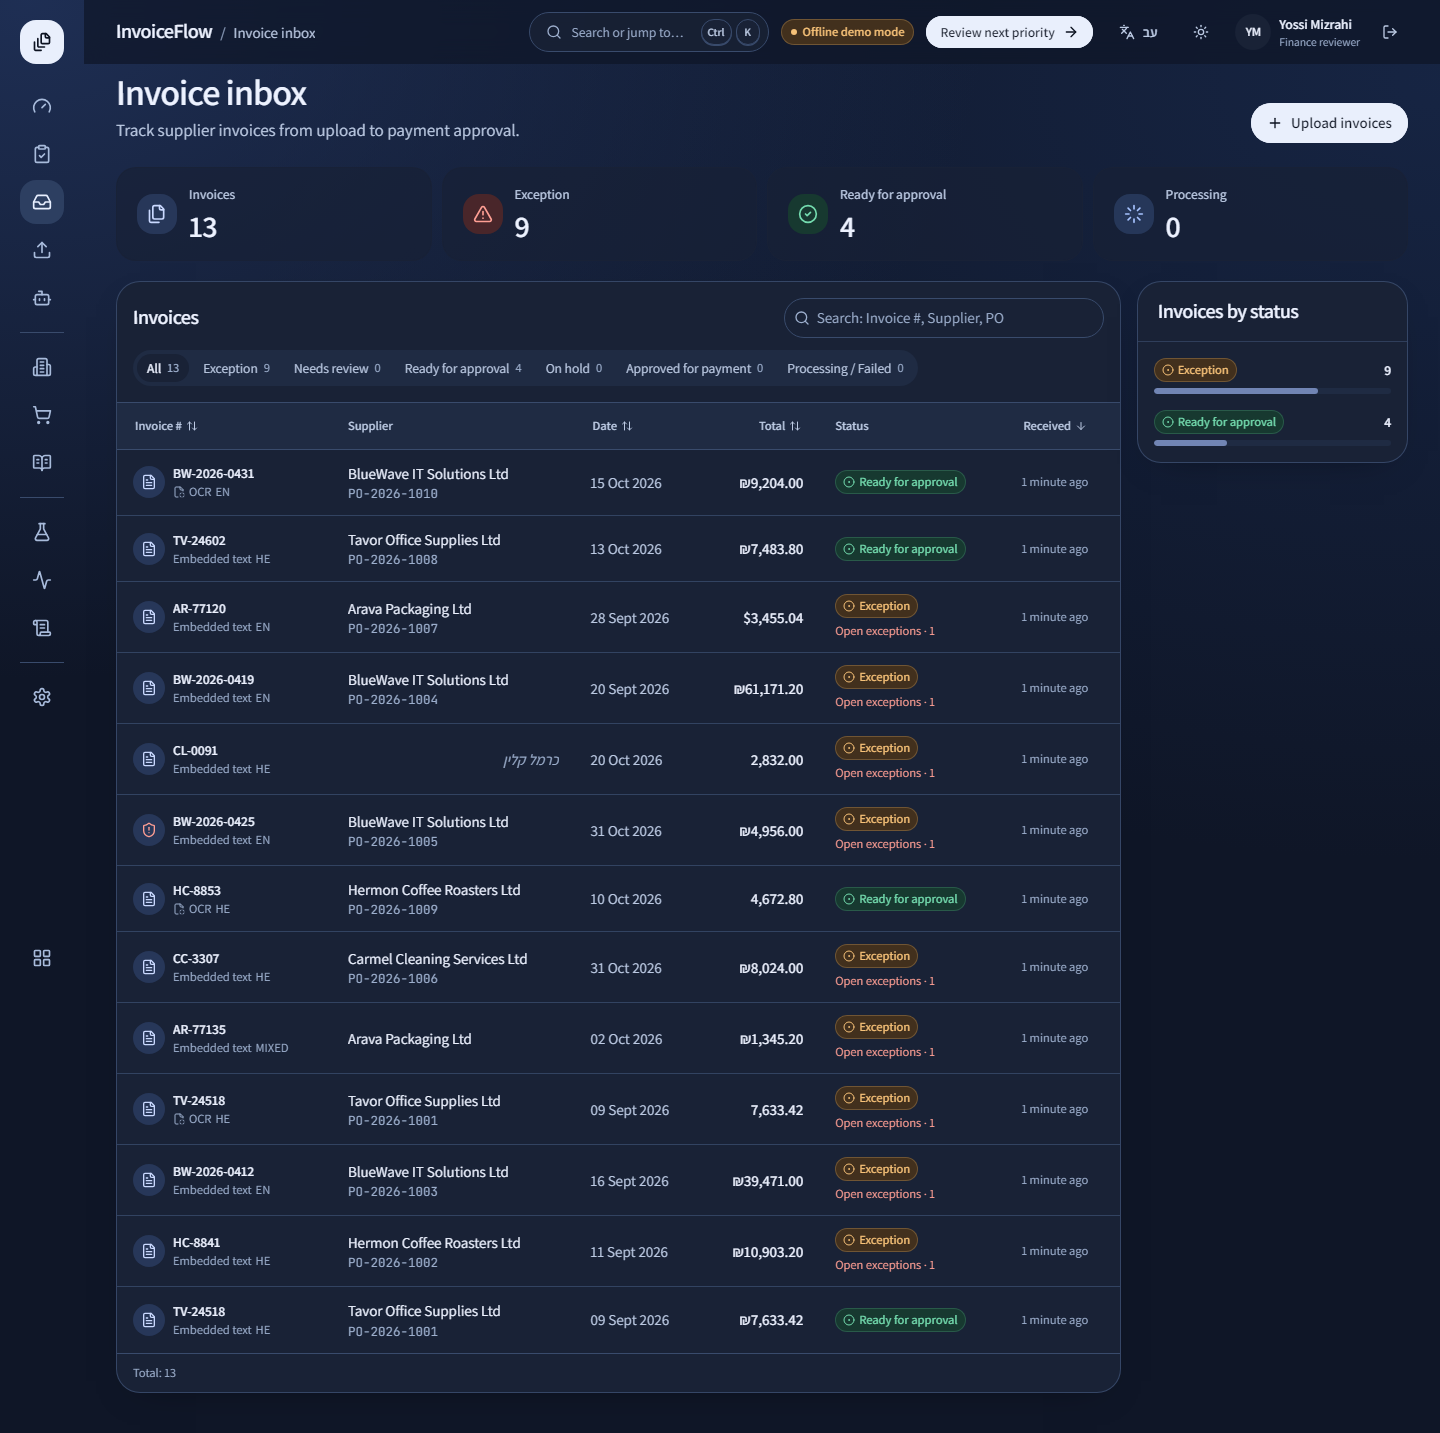 InvoiceFlow / Invoice inbox
Search or jump to… Ctrl K
Offline demo mode
Review next priority
עב
YM
Yossi Mizrahi
Finance reviewer
Invoice inbox
Track supplier invoices from upload to payment approval.
Upload invoices
Invoices
13
Exception
9
Ready for approval
4
Processing
0
Invoices
Search: Invoice #, Supplier, PO
All 13 Exception 9 Needs review 0 Ready for approval 4 On hold 0 Approved for payment 0 Processing / Failed 0
Invoice # Supplier Date Total Status Received
BW-2026-0431
OCR EN
BlueWave IT Solutions Ltd
PO-2026-1010
15 Oct 2026
₪9,204.00
Ready for approval
1 minute ago
TV-24602
Embedded text HE
Tavor Office Supplies Ltd
PO-2026-1008
13 Oct 2026
₪7,483.80
Ready for approval
1 minute ago
AR-77120
Embedded text EN
Arava Packaging Ltd
PO-2026-1007
28 Sept 2026
$3,455.04
Exception
Open exceptions · 1
1 minute ago
BW-2026-0419
Embedded text EN
BlueWave IT Solutions Ltd
PO-2026-1004
20 Sept 2026
₪61,171.20
Exception
Open exceptions · 1
1 minute ago
CL-0091
Embedded text HE
כרמל קלין
20 Oct 2026
2,832.00
Exception
Open exceptions · 1
1 minute ago
BW-2026-0425
Embedded text EN
BlueWave IT Solutions Ltd
PO-2026-1005
31 Oct 2026
₪4,956.00
Exception
Open exceptions · 1
1 minute ago
HC-8853
OCR HE
Hermon Coffee Roasters Ltd
PO-2026-1009
10 Oct 2026
4,672.80
Ready for approval
1 minute ago
CC-3307
Embedded text HE
Carmel Cleaning Services Ltd
PO-2026-1006
31 Oct 2026
₪8,024.00
Exception
Open exceptions · 1
1 minute ago
AR-77135
Embedded text MIXED
Arava Packaging Ltd
02 Oct 2026
₪1,345.20
Exception
Open exceptions · 1
1 minute ago
TV-24518
OCR HE
Tavor Office Supplies Ltd
PO-2026-1001
09 Sept 2026
7,633.42
Exception
Open exceptions · 1
1 minute ago
BW-2026-0412
Embedded text EN
BlueWave IT Solutions Ltd
PO-2026-1003
16 Sept 2026
₪39,471.00
Exception
Open exceptions · 1
1 minute ago
HC-8841
Embedded text HE
Hermon Coffee Roasters Ltd
PO-2026-1002
11 Sept 2026
₪10,903.20
Exception
Open exceptions · 1
1 minute ago
TV-24518
Embedded text HE
Tavor Office Supplies Ltd
PO-2026-1001
09 Sept 2026
₪7,633.42
Ready for approval
1 minute ago
Total: 13
Invoices by status
Exception 9
Ready for approval 4